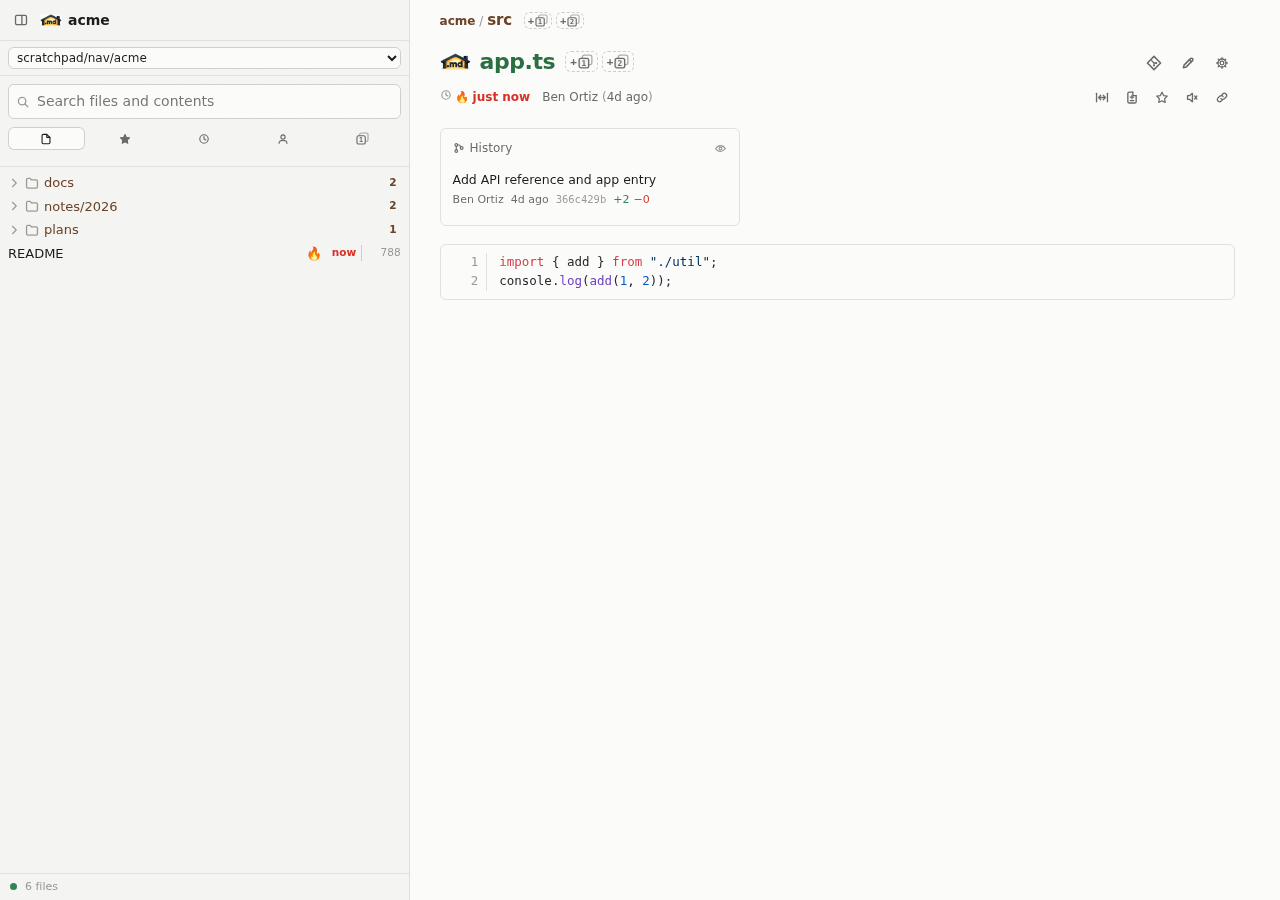 acme
scratchpad/nav/acme
Search files and contents
1
docs 2
notes/2026 2
plans 1
README 🔥 now 788
6 files
acme / src +1 +2
.md app.ts +1 +2
🔥 just now Ben Ortiz (4d ago)
History
Add API reference and app entry
Ben Ortiz 4d ago 366c429b +2 −0
1 import { add } from "./util";
2 console.log(add(1, 2));